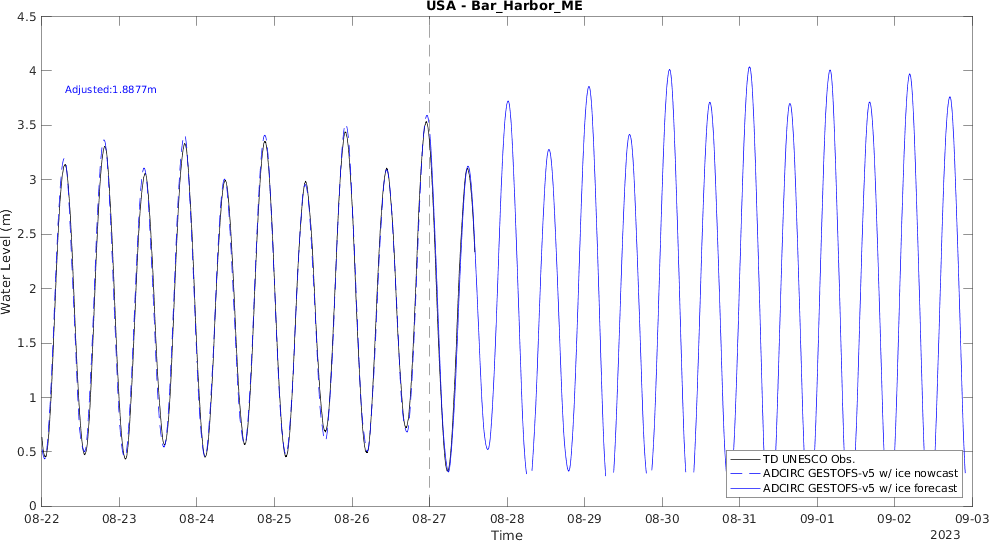 USA - Bar_Harbor_ME
4.5
4
3.5
3
2.5
2
1.5
1
0.5
0
Water Level (m)
Adjusted:1.8877m
TD UNESCO Obs.
ADCIRC GESTOFS-v5 w/ ice nowcast
ADCIRC GESTOFS-v5 w/ ice forecast
08-22 08-23 08-24 08-25 08-26 08-27 08-28 08-29 08-30 08-31 09-01 09-02 09-03
Time
2023